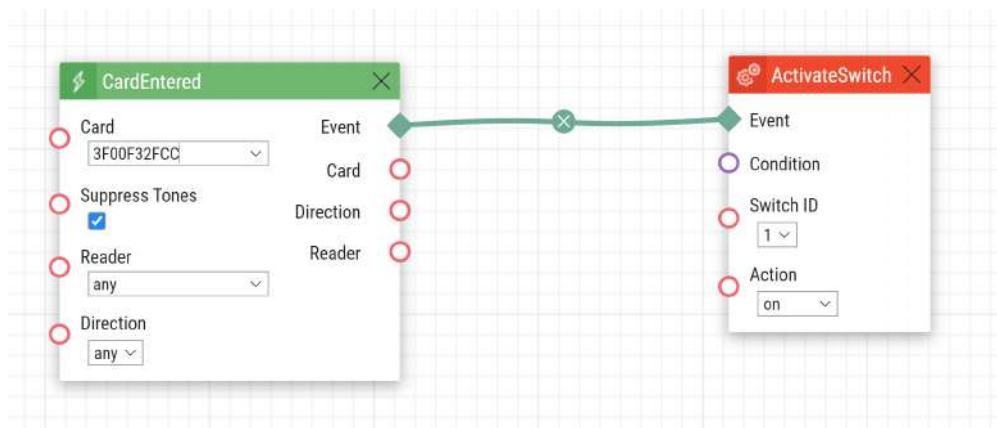 CardEntered
Card
3F00F32FCC
Suppress Tones
Reader
any
Direction
any
Event
Card
Direction
Reader
ActivateSwitch
Event
Condition
Switch ID
1
Action
on